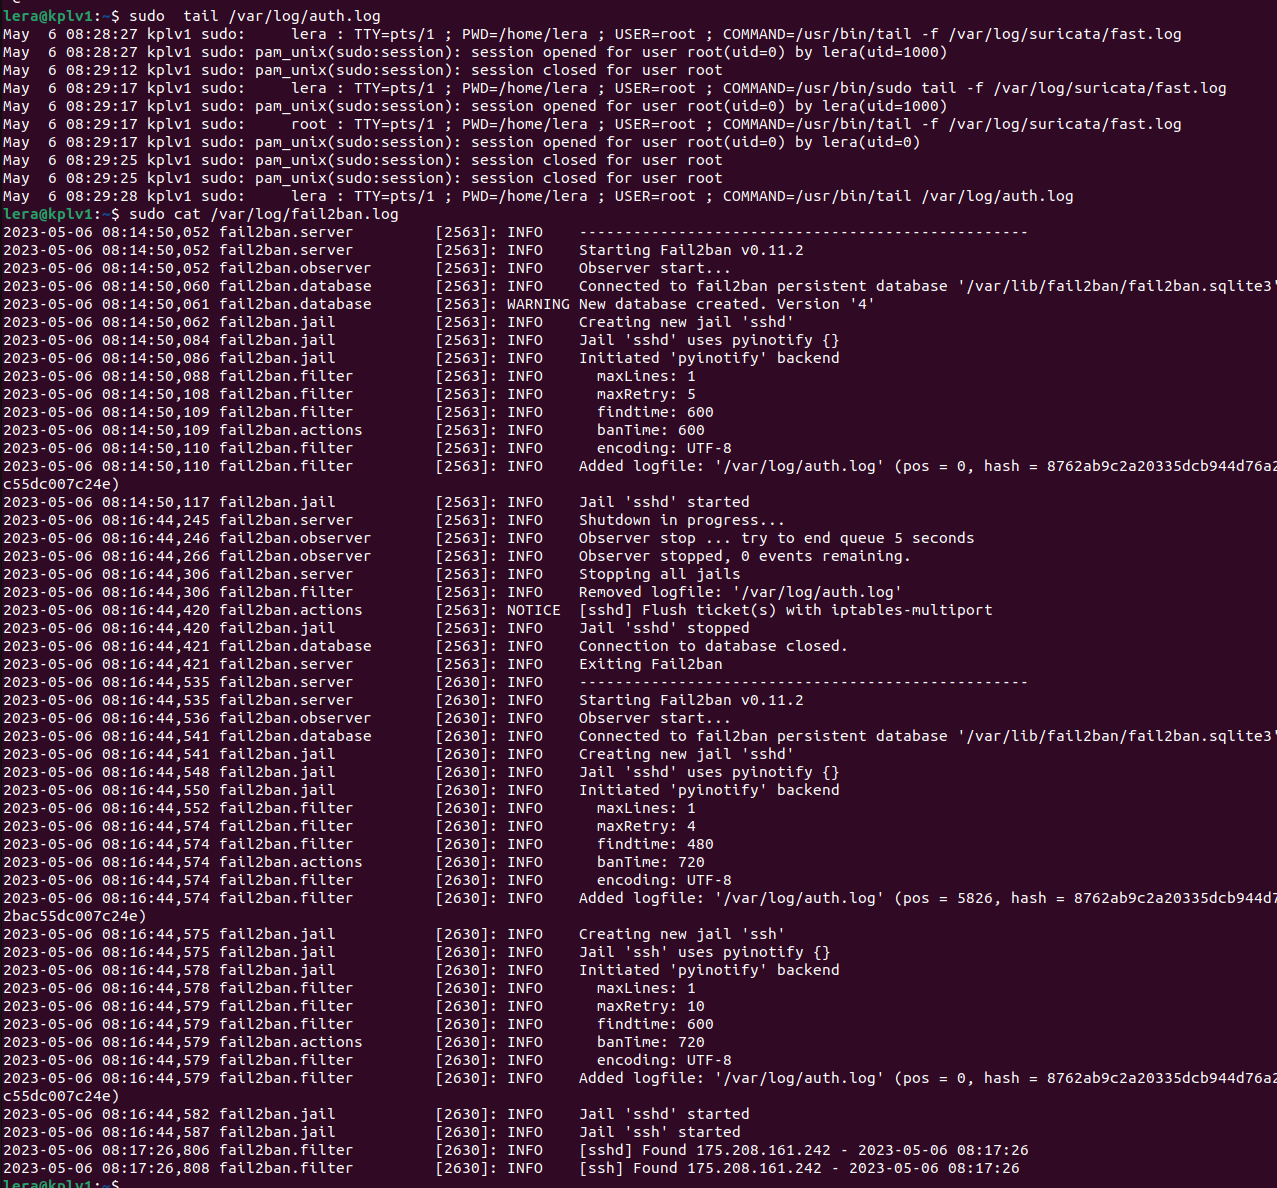 lera@kplv1:~$ sudo  tail /var/log/auth.log
May  6 08:28:27 kplv1 sudo:     lera : TTY=pts/1 ; PWD=/home/lera ; USER=root ; COMMAND=/usr/bin/tail -f /var/log/suricata/fast.log
May  6 08:28:27 kplv1 sudo: pam_unix(sudo:session): session opened for user root(uid=0) by lera(uid=1000)
May  6 08:29:12 kplv1 sudo: pam_unix(sudo:session): session closed for user root
May  6 08:29:17 kplv1 sudo:     lera : TTY=pts/1 ; PWD=/home/lera ; USER=root ; COMMAND=/usr/bin/sudo tail -f /var/log/suricata/fast.log
May  6 08:29:17 kplv1 sudo: pam_unix(sudo:session): session opened for user root(uid=0) by lera(uid=1000)
May  6 08:29:17 kplv1 sudo:     root : TTY=pts/1 ; PWD=/home/lera ; USER=root ; COMMAND=/usr/bin/tail -f /var/log/suricata/fast.log
May  6 08:29:17 kplv1 sudo: pam_unix(sudo:session): session opened for user root(uid=0) by lera(uid=0)
May  6 08:29:25 kplv1 sudo: pam_unix(sudo:session): session closed for user root
May  6 08:29:25 kplv1 sudo: pam_unix(sudo:session): session closed for user root
May  6 08:29:28 kplv1 sudo:     lera : TTY=pts/1 ; PWD=/home/lera ; USER=root ; COMMAND=/usr/bin/tail /var/log/auth.log
lera@kplv1:~$ sudo cat /var/log/fail2ban.log
2023-05-06 08:14:50,052 fail2ban.server         [2563]: INFO    --------------------------------------------------
2023-05-06 08:14:50,052 fail2ban.server         [2563]: INFO    Starting Fail2ban v0.11.2
2023-05-06 08:14:50,052 fail2ban.observer       [2563]: INFO    Observer start...
2023-05-06 08:14:50,060 fail2ban.database       [2563]: INFO    Connected to fail2ban persistent database '/var/lib/fail2ban/fail2ban.sqlite3'
2023-05-06 08:14:50,061 fail2ban.database       [2563]: WARNING New database created. Version '4'
2023-05-06 08:14:50,062 fail2ban.jail           [2563]: INFO    Creating new jail 'sshd'
2023-05-06 08:14:50,084 fail2ban.jail           [2563]: INFO    Jail 'sshd' uses pyinotify {}
2023-05-06 08:14:50,086 fail2ban.jail           [2563]: INFO    Initiated 'pyinotify' backend
2023-05-06 08:14:50,088 fail2ban.filter         [2563]: INFO      maxLines: 1
2023-05-06 08:14:50,108 fail2ban.filter         [2563]: INFO      maxRetry: 5
2023-05-06 08:14:50,109 fail2ban.filter         [2563]: INFO      findtime: 600
2023-05-06 08:14:50,109 fail2ban.actions        [2563]: INFO      banTime: 600
2023-05-06 08:14:50,110 fail2ban.filter         [2563]: INFO      encoding: UTF-8
2023-05-06 08:14:50,110 fail2ban.filter         [2563]: INFO    Added logfile: '/var/log/auth.log' (pos = 0, hash = 8762ab9c2a20335dcb944d76a2
c55dc007c24e)
2023-05-06 08:14:50,117 fail2ban.jail           [2563]: INFO    Jail 'sshd' started
2023-05-06 08:16:44,245 fail2ban.server         [2563]: INFO    Shutdown in progress...
2023-05-06 08:16:44,246 fail2ban.observer       [2563]: INFO    Observer stop ... try to end queue 5 seconds
2023-05-06 08:16:44,266 fail2ban.observer       [2563]: INFO    Observer stopped, 0 events remaining.
2023-05-06 08:16:44,306 fail2ban.server         [2563]: INFO    Stopping all jails
2023-05-06 08:16:44,306 fail2ban.filter         [2563]: INFO    Removed logfile: '/var/log/auth.log'
2023-05-06 08:16:44,420 fail2ban.actions        [2563]: NOTICE  [sshd] Flush ticket(s) with iptables-multiport
2023-05-06 08:16:44,420 fail2ban.jail           [2563]: INFO    Jail 'sshd' stopped
2023-05-06 08:16:44,421 fail2ban.database       [2563]: INFO    Connection to database closed.
2023-05-06 08:16:44,421 fail2ban.server         [2563]: INFO    Exiting Fail2ban
2023-05-06 08:16:44,535 fail2ban.server         [2630]: INFO    --------------------------------------------------
2023-05-06 08:16:44,535 fail2ban.server         [2630]: INFO    Starting Fail2ban v0.11.2
2023-05-06 08:16:44,536 fail2ban.observer       [2630]: INFO    Observer start...
2023-05-06 08:16:44,541 fail2ban.database       [2630]: INFO    Connected to fail2ban persistent database '/var/lib/fail2ban/fail2ban.sqlite3'
2023-05-06 08:16:44,541 fail2ban.jail           [2630]: INFO    Creating new jail 'sshd'
2023-05-06 08:16:44,548 fail2ban.jail           [2630]: INFO    Jail 'sshd' uses pyinotify {}
2023-05-06 08:16:44,550 fail2ban.jail           [2630]: INFO    Initiated 'pyinotify' backend
2023-05-06 08:16:44,552 fail2ban.filter         [2630]: INFO      maxLines: 1
2023-05-06 08:16:44,574 fail2ban.filter         [2630]: INFO      maxRetry: 4
2023-05-06 08:16:44,574 fail2ban.filter         [2630]: INFO      findtime: 480
2023-05-06 08:16:44,574 fail2ban.actions        [2630]: INFO      banTime: 720
2023-05-06 08:16:44,574 fail2ban.filter         [2630]: INFO      encoding: UTF-8
2023-05-06 08:16:44,574 fail2ban.filter         [2630]: INFO    Added logfile: '/var/log/auth.log' (pos = 5826, hash = 8762ab9c2a20335dcb944d7
2bac55dc007c24e)
2023-05-06 08:16:44,575 fail2ban.jail           [2630]: INFO    Creating new jail 'ssh'
2023-05-06 08:16:44,575 fail2ban.jail           [2630]: INFO    Jail 'ssh' uses pyinotify {}
2023-05-06 08:16:44,578 fail2ban.jail           [2630]: INFO    Initiated 'pyinotify' backend
2023-05-06 08:16:44,578 fail2ban.filter         [2630]: INFO      maxLines: 1
2023-05-06 08:16:44,579 fail2ban.filter         [2630]: INFO      maxRetry: 10
2023-05-06 08:16:44,579 fail2ban.filter         [2630]: INFO      findtime: 600
2023-05-06 08:16:44,579 fail2ban.actions        [2630]: INFO      banTime: 720
2023-05-06 08:16:44,579 fail2ban.filter         [2630]: INFO      encoding: UTF-8
2023-05-06 08:16:44,579 fail2ban.filter         [2630]: INFO    Added logfile: '/var/log/auth.log' (pos = 0, hash = 8762ab9c2a20335dcb944d76a2
c55dc007c24e)
2023-05-06 08:16:44,582 fail2ban.jail           [2630]: INFO    Jail 'sshd' started
2023-05-06 08:16:44,587 fail2ban.jail           [2630]: INFO    Jail 'ssh' started
2023-05-06 08:17:26,806 fail2ban.filter         [2630]: INFO    [sshd] Found 175.208.161.242 - 2023-05-06 08:17:26
2023-05-06 08:17:26,808 fail2ban.filter         [2630]: INFO    [ssh] Found 175.208.161.242 - 2023-05-06 08:17:26
lera@kplv1:~$